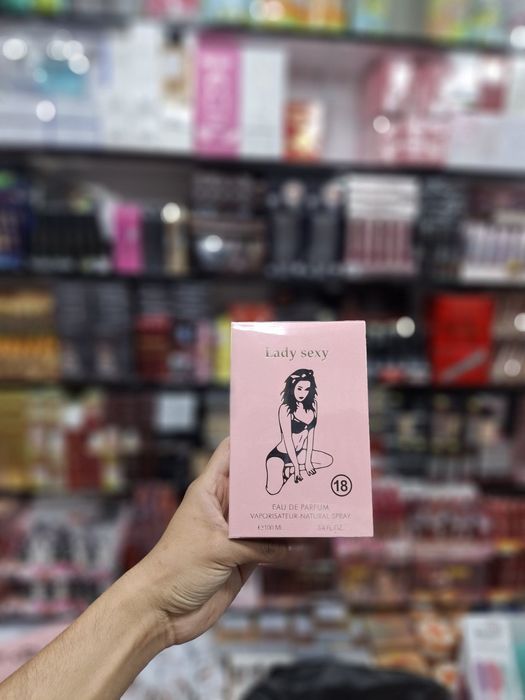 Lady sexy
18
EAU DE PARFUM
VAPORISATEUR-NATURAL SPRAY
℮100 ML 3.4 FL.OZ.